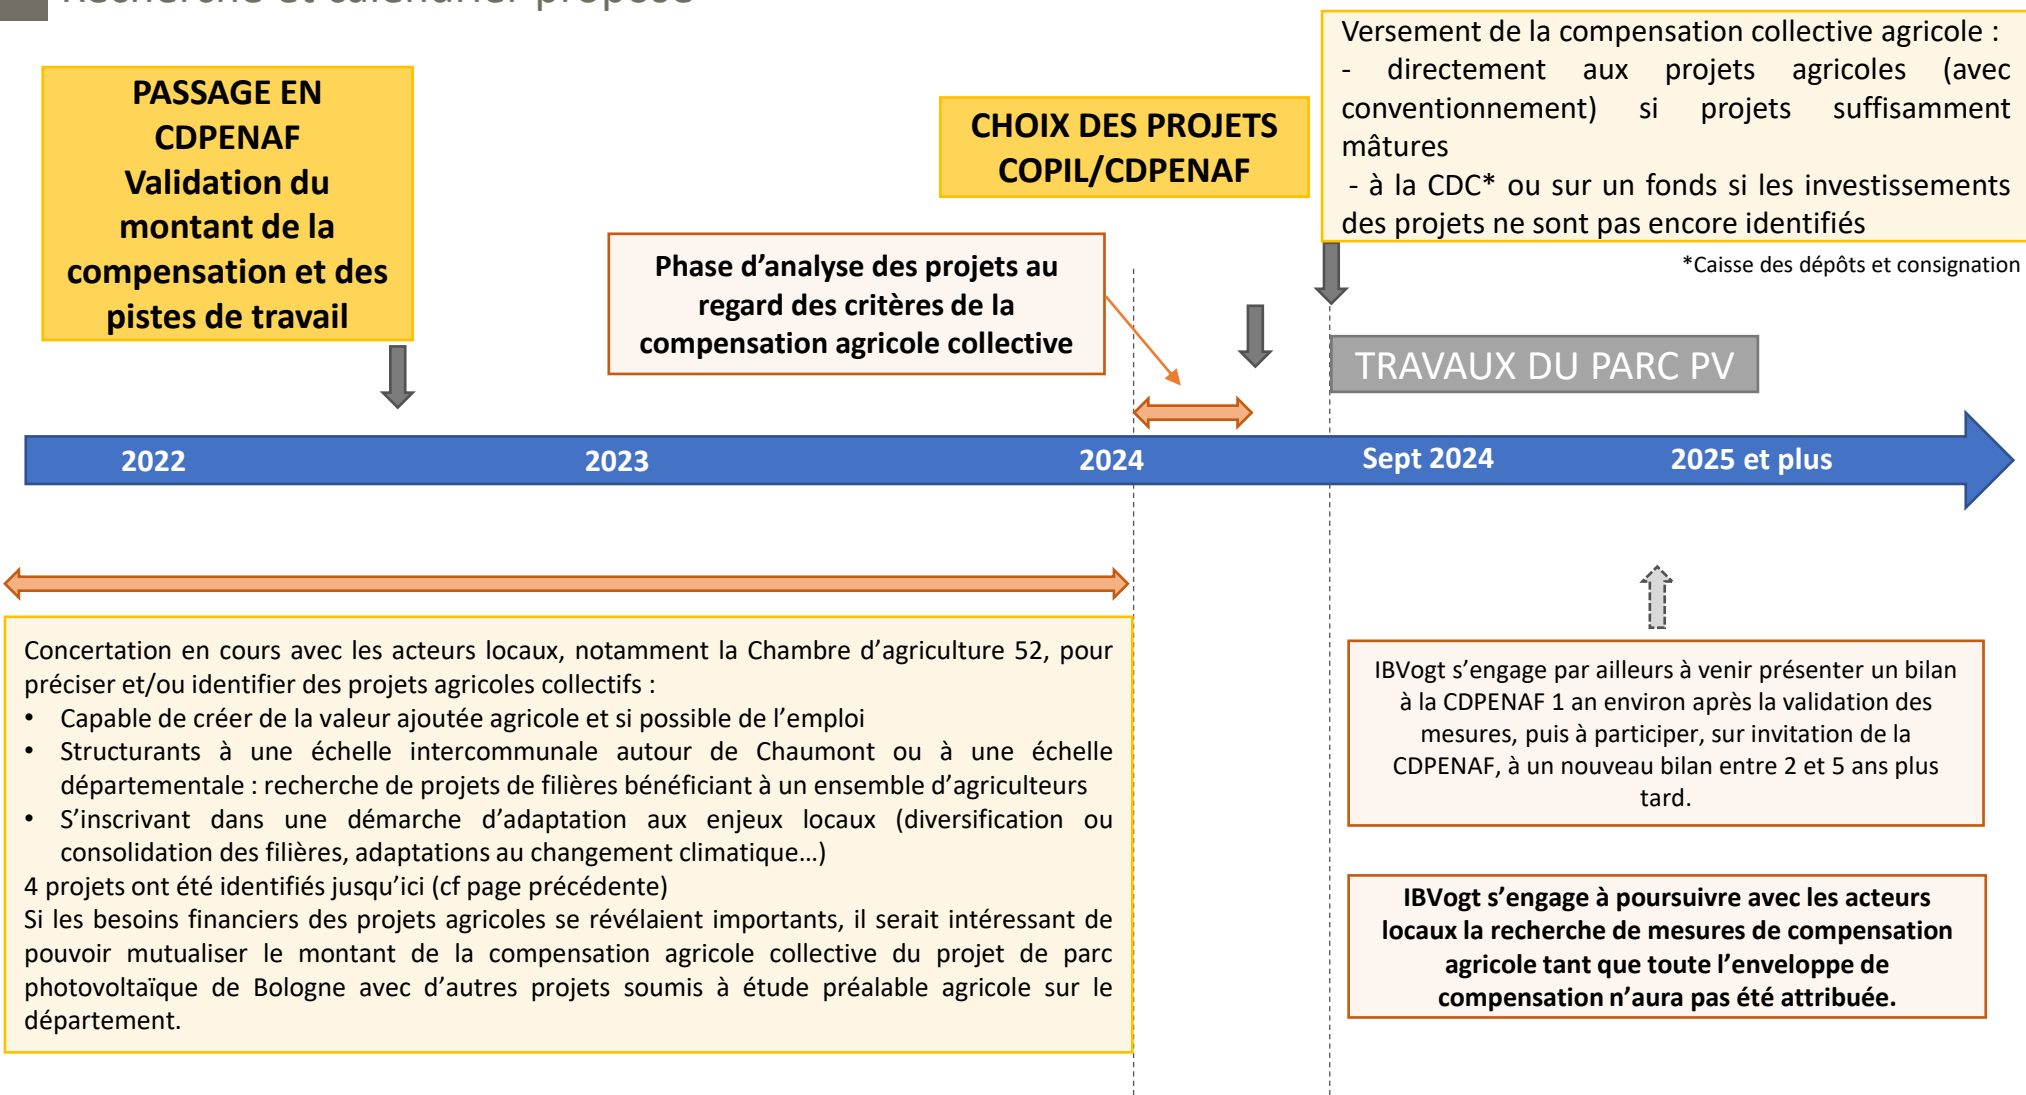 Recherche et calendrier proposé
PASSAGE EN
CDPENAF
Validation du
montant de la
compensation et des
pistes de travail
CHOIX DES PROJETS
COPIL/CDPENAF
Versement de la compensation collective agricole :
- directement aux projets agricoles (avec
conventionnement) si projets suffisamment
mâtures
- à la CDC* ou sur un fonds si les investissements
des projets ne sont pas encore identifiés
*Caisse des dépôts et consignation
Phase d’analyse des projets au
regard des critères de la
compensation agricole collective
TRAVAUX DU PARC PV
2022
2023
2024
Sept 2024
2025 et plus
Concertation en cours avec les acteurs locaux, notamment la Chambre d’agriculture 52, pour
préciser et/ou identifier des projets agricoles collectifs :
• Capable de créer de la valeur ajoutée agricole et si possible de l’emploi
• Structurants à une échelle intercommunale autour de Chaumont ou à une échelle
départementale : recherche de projets de filières bénéficiant à un ensemble d’agriculteurs
• S’inscrivant dans une démarche d’adaptation aux enjeux locaux (diversification ou
consolidation des filières, adaptations au changement climatique…)
4 projets ont été identifiés jusqu’ici (cf page précédente)
Si les besoins financiers des projets agricoles se révélaient importants, il serait intéressant de
pouvoir mutualiser le montant de la compensation agricole collective du projet de parc
photovoltaïque de Bologne avec d’autres projets soumis à étude préalable agricole sur le
département.
IBVogt s’engage par ailleurs à venir présenter un bilan
à la CDPENAF 1 an environ après la validation des
mesures, puis à participer, sur invitation de la
CDPENAF, à un nouveau bilan entre 2 et 5 ans plus
tard.
IBVogt s’engage à poursuivre avec les acteurs
locaux la recherche de mesures de compensation
agricole tant que toute l’enveloppe de
compensation n’aura pas été attribuée.